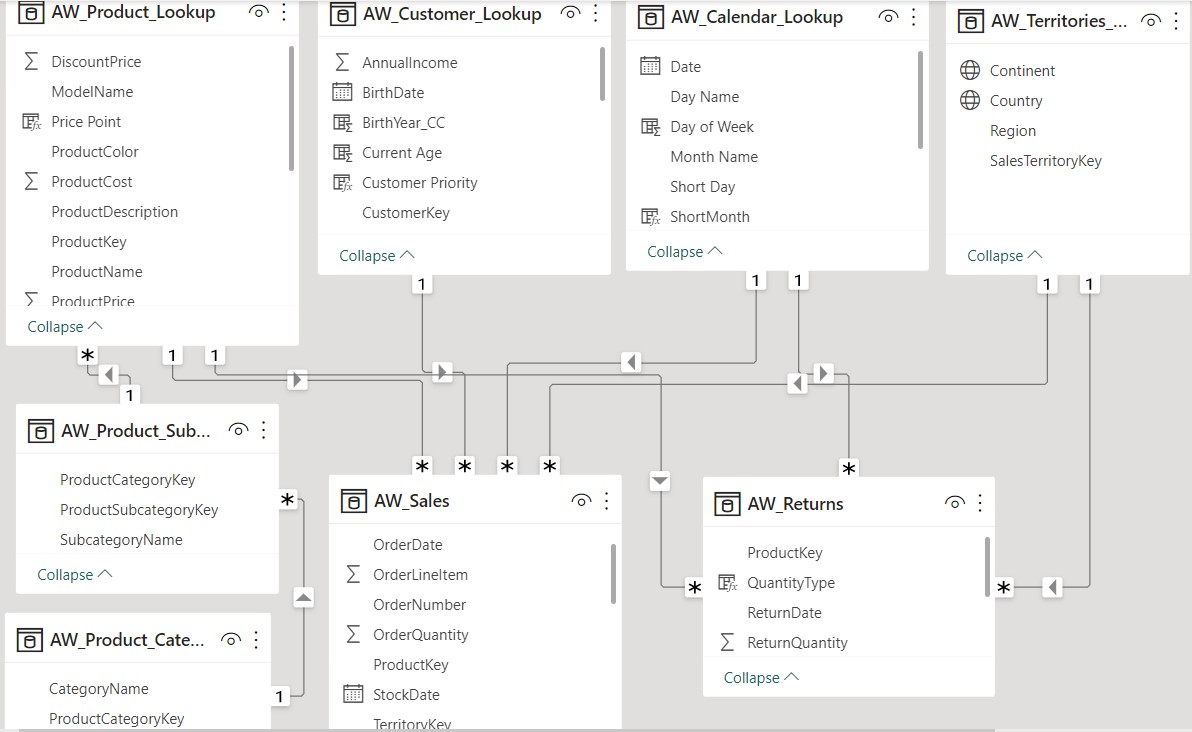 AW_Product_Lookup
DiscountPrice
ModelName
Price Point
ProductColor
ProductCost
ProductDescription
ProductKey
ProductName
ProductPrice
Collapse
AW_Customer_Lookup
AnnualIncome
BirthDate
BirthYear_CC
Current Age
Customer Priority
CustomerKey
Collapse
AW_Calendar_Lookup
Date
Day Name
Day of Week
Month Name
Short Day
ShortMonth
Collapse
AW_Territories_...
Continent
Country
Region
SalesTerritoryKey
Collapse
1
1
1
1
1
* 1 1
1
AW_Product_Sub...
ProductCategoryKey
ProductSubcategoryKey
SubcategoryName
Collapse
*
AW_Product_Cate...
CategoryName
ProductCategoryKey
1
* * * *
AW_Sales
OrderDate
OrderLineItem
OrderNumber
OrderQuantity
ProductKey
StockDate
TerritoryKey
*
AW_Returns
ProductKey
QuantityType
ReturnDate
ReturnQuantity
Collapse
* *